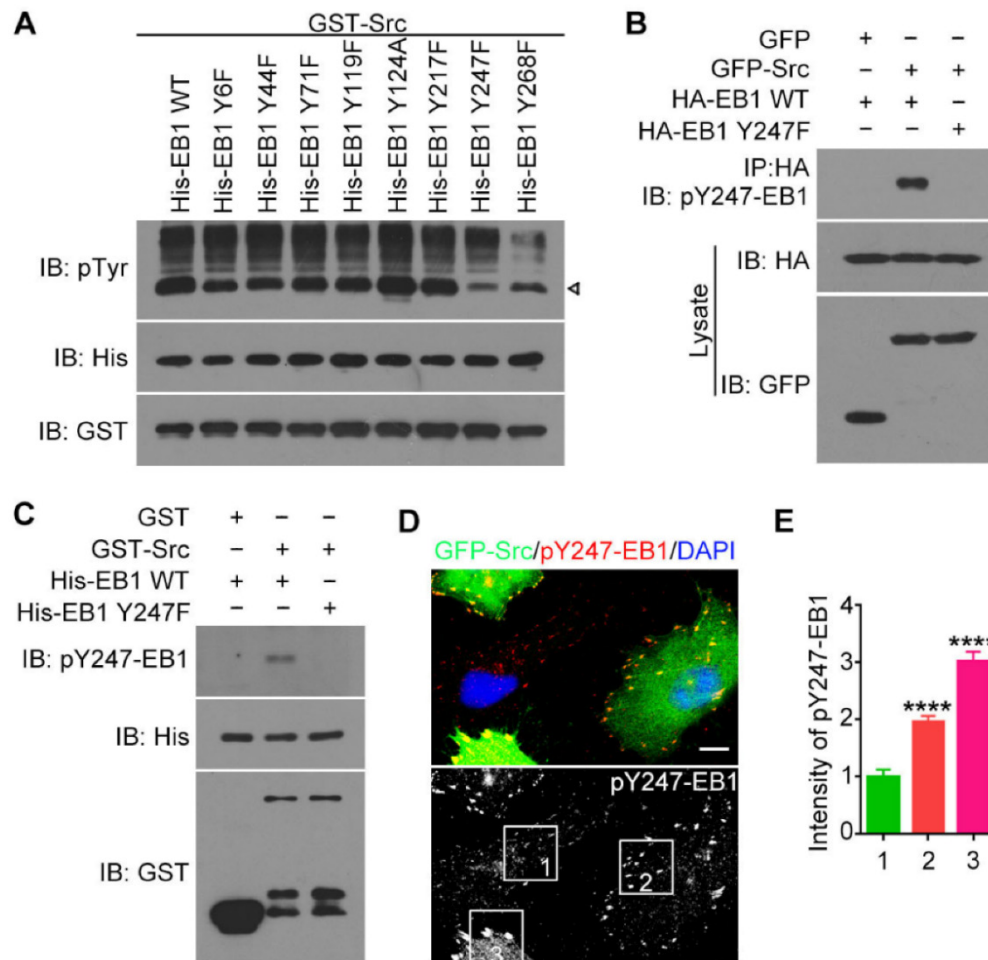 A
GST-Src
His-EB1 WT
His-EB1 Y6F
His-EB1 Y44F
His-EB1 Y71F
His-EB1 Y119F
His-EB1 Y124A
His-EB1 Y217F
His-EB1 Y247F
His-EB1 Y268F
IB: pTyr
IB: His
IB: GST
B
GFP + − −
GFP-Src − + +
HA-EB1 WT + + −
HA-EB1 Y247F − − +
IP:HA
IB: pY247-EB1
IB: HA
Lysate
IB: GFP
C
GST + − −
GST-Src − + +
His-EB1 WT + + −
His-EB1 Y247F − − +
IB: pY247-EB1
IB: His
IB: GST
D
GFP-Src/pY247-EB1/DAPI
pY247-EB1
1
2
3
E
Intensity of pY247-EB1
4
3
2
1
0
****
****
1 2 3